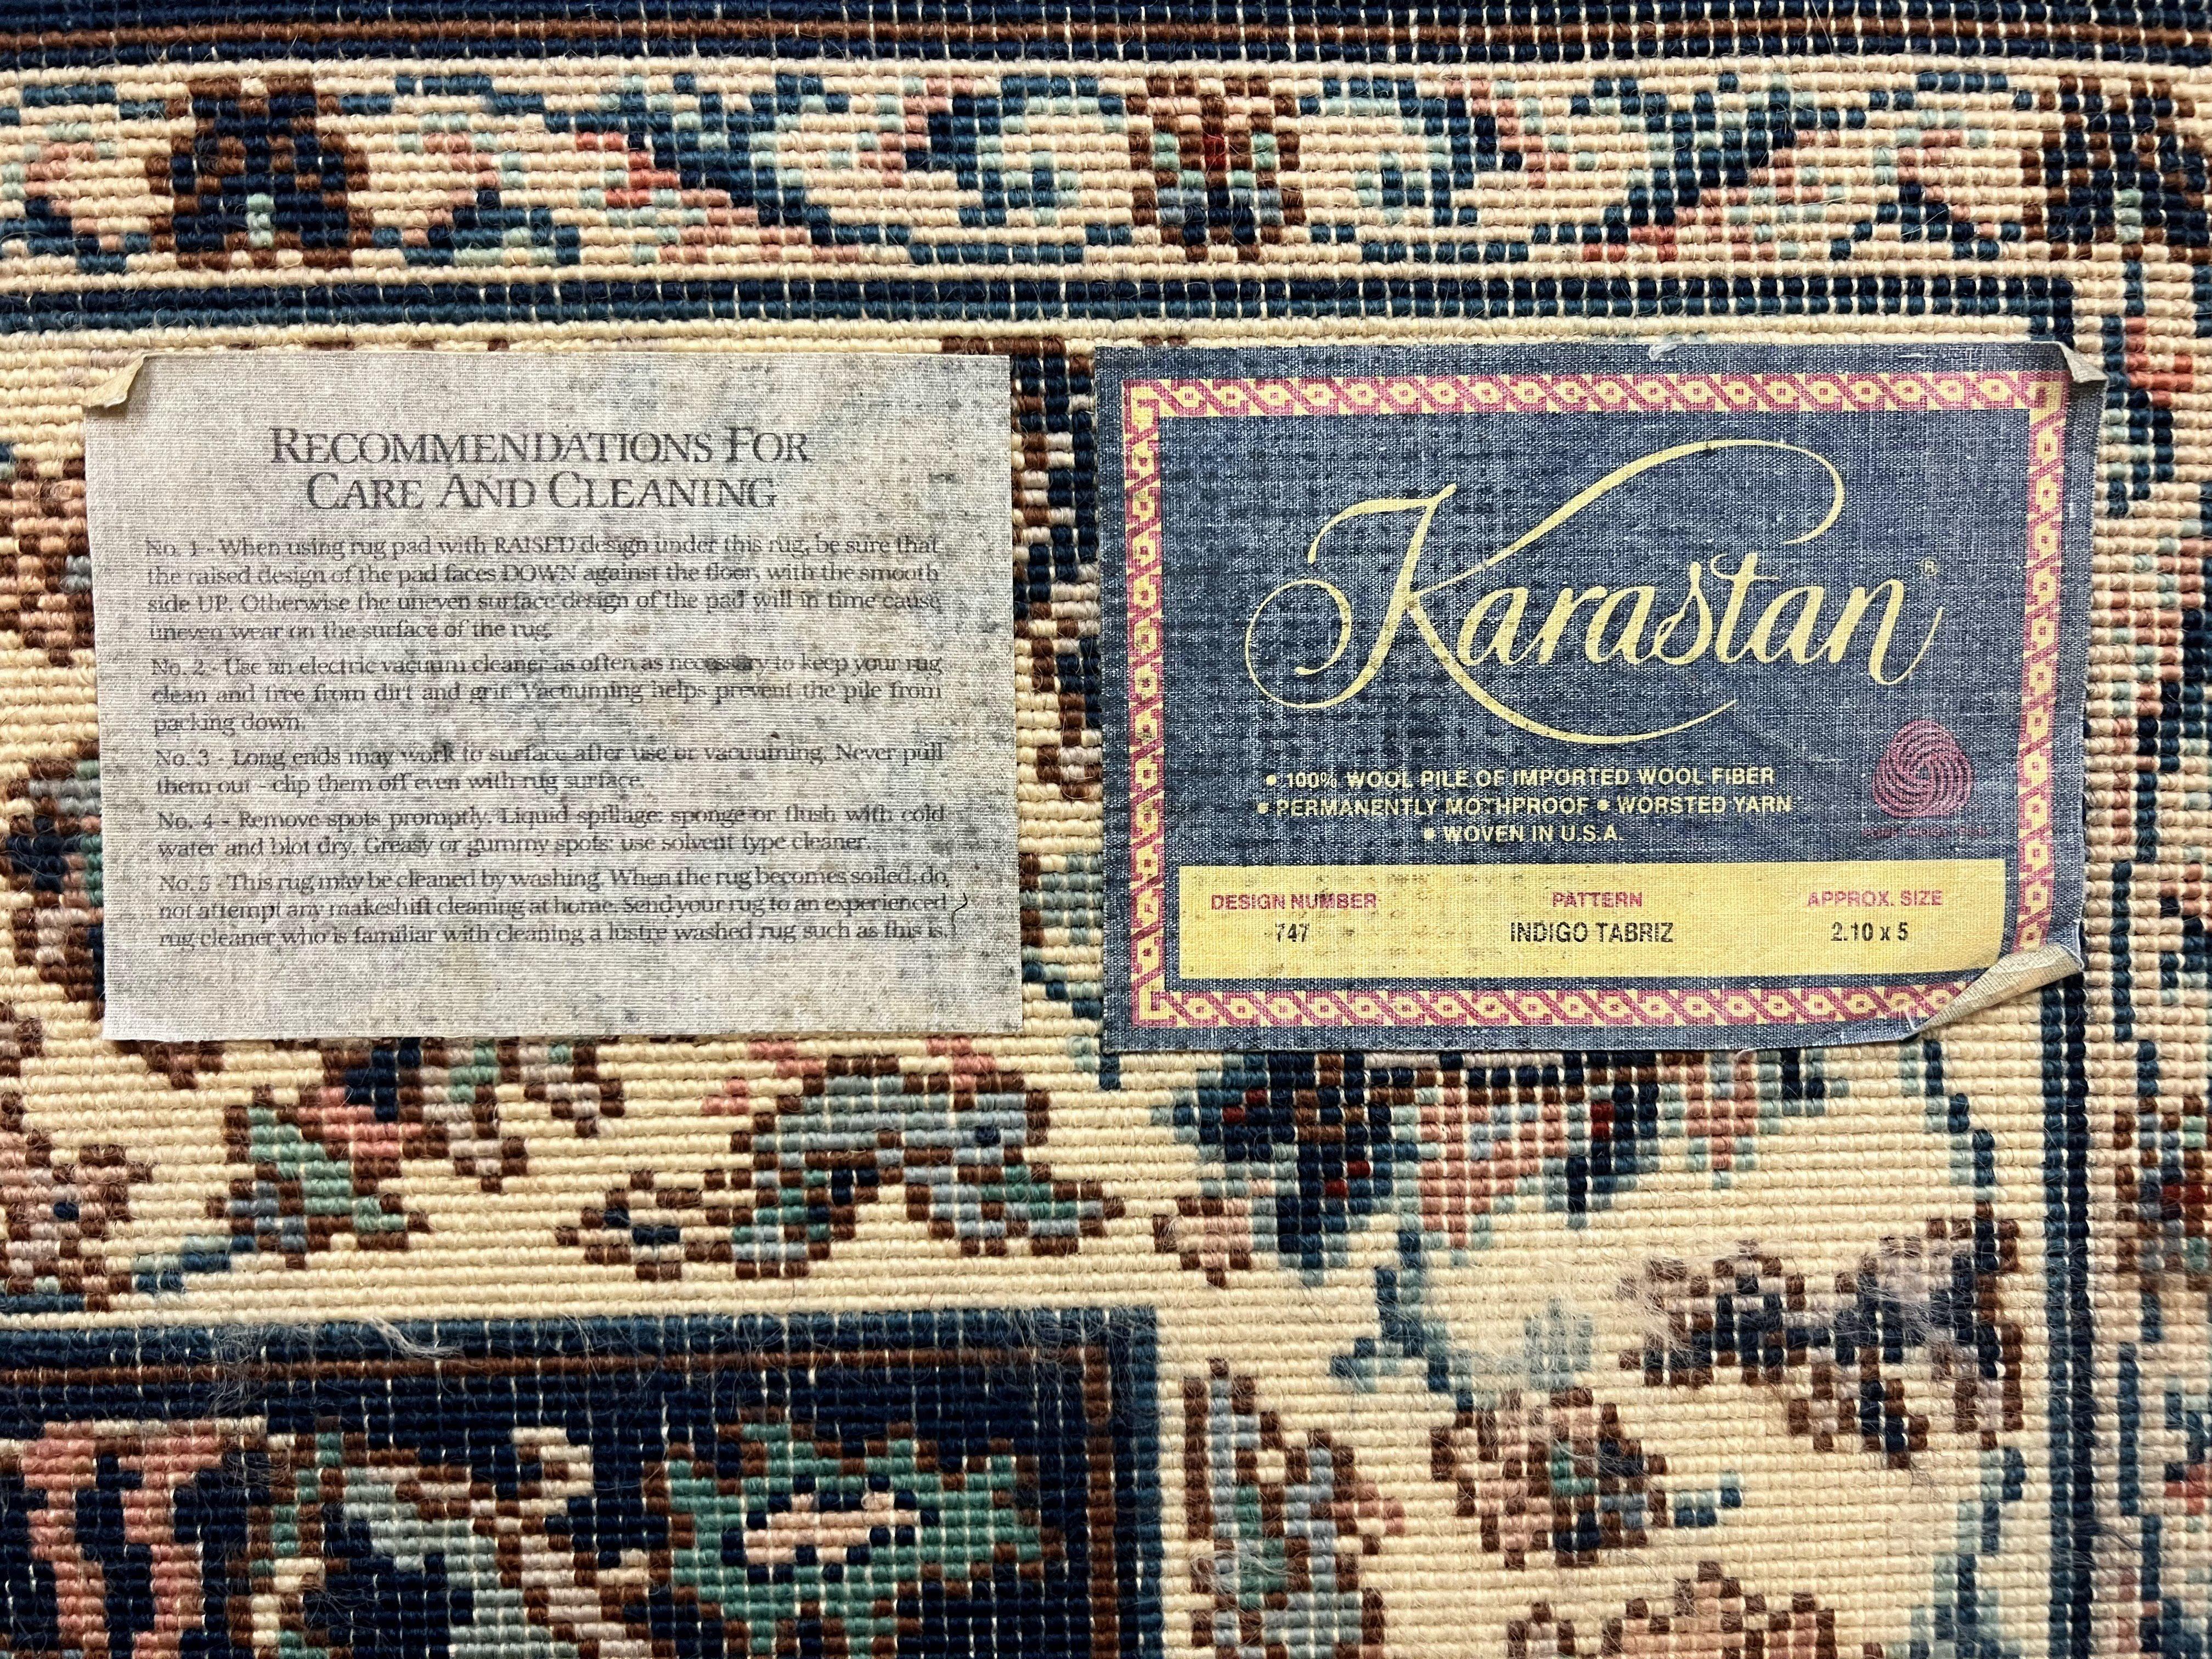 RECOMMENDATIONS FOR
CARE AND CLEANING
No. 1 - When using rug pad with RAISED design under this rug, be sure that
the raised design of the pad faces DOWN against the floor, with the smooth
side UP. Otherwise the uneven surface design of the pad will in time cause
uneven wear on the surface of the rug.
No. 2 - Use an electric vacuum cleaner as often as necessary to keep your rug
clean and free from dirt and grit. Vacuuming helps prevent the pile from
packing down.
No. 3 - Long ends may work to surface after use or vacuuming. Never pull
them out - clip them off even with rug surface.
No. 4 - Remove spots promptly. Liquid spillage: sponge or flush with cold
water and blot dry. Greasy or gummy spots: use solvent type cleaner.
No. 5 - This rug may be cleaned by washing. When the rug becomes soiled, do
not attempt any makeshift cleaning at home. Send your rug to an experienced
rug cleaner who is familiar with cleaning a lustre washed rug such as this is.
Karastan®
• 100% WOOL PILE OF IMPORTED WOOL FIBER
• PERMANENTLY MOTHPROOF • WORSTED YARN
• WOVEN IN U.S.A.
DESIGN NUMBER PATTERN APPROX. SIZE
747 INDIGO TABRIZ 2.10 x 5